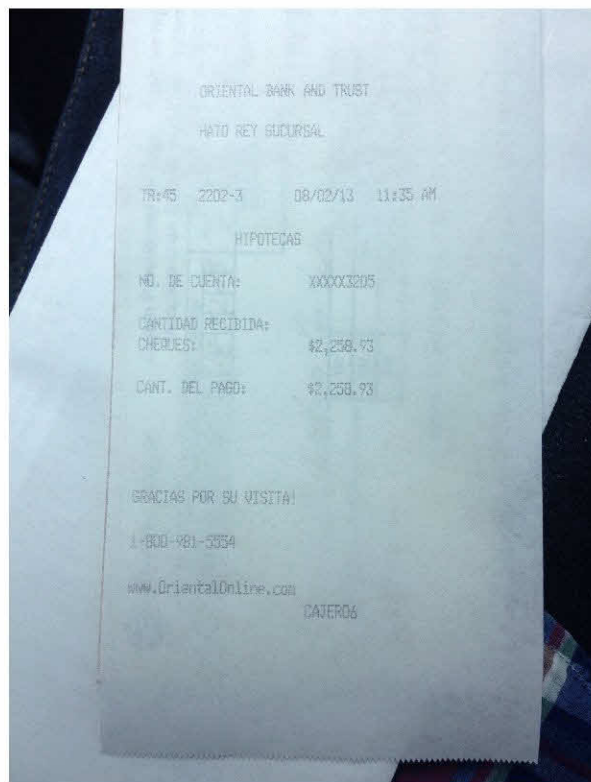 ORIENTAL BANK AND TRUST
HATO REY SUCURSAL
TR:45 2202-3 08/02/13 11:35 AM
HIPOTECAS
NO. DE CUENTA: XXXXXX3205
CANTIDAD RECIBIDA:
CHEQUES: $2,258.93
CANT. DEL PAGO: $2,258.93
GRACIAS POR SU VISITA!
1-800-981-5554
www.OrientalOnline.com
CAJERO6